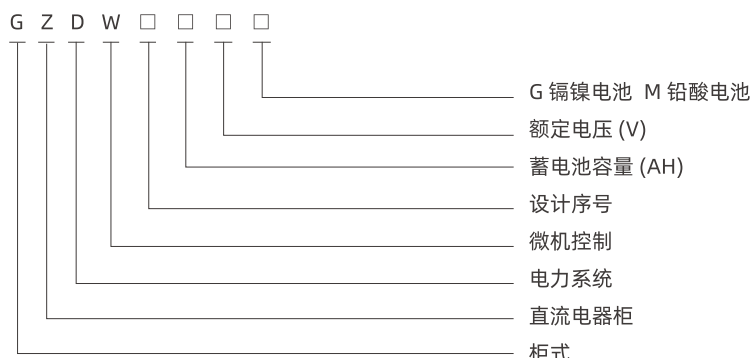 G Z D W □ □ □ □
G 镉镍电池 M 铅酸电池
额定电压 (V)
蓄电池容量 (AH)
设计序号
微机控制
电力系统
直流电器柜
柜式